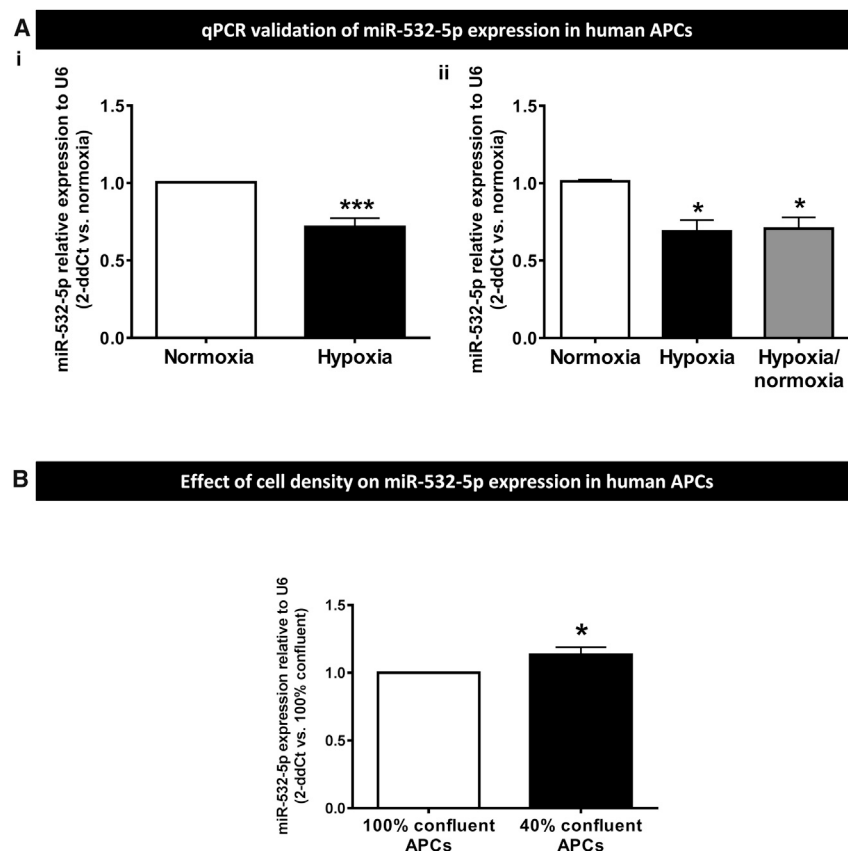 A
qPCR validation of miR-532-5p expression in human APCs
i
miR-532-5p relative expression to U6
(2-ddCt vs. normoxia)
1.5
1.0
0.5
0.0
***
Normoxia
Hypoxia
ii
miR-532-5p relative expression to U6
(2-ddCt vs. normoxia)
1.5
1.0
0.5
0.0
*
*
Normoxia
Hypoxia
Hypoxia/
normoxia
B
Effect of cell density on miR-532-5p expression in human APCs
miR-532-5p expression relative to U6
(2-ddCt vs. 100% confluent)
1.5
1.0
0.5
0.0
*
100% confluent
APCs
40% confluent
APCs